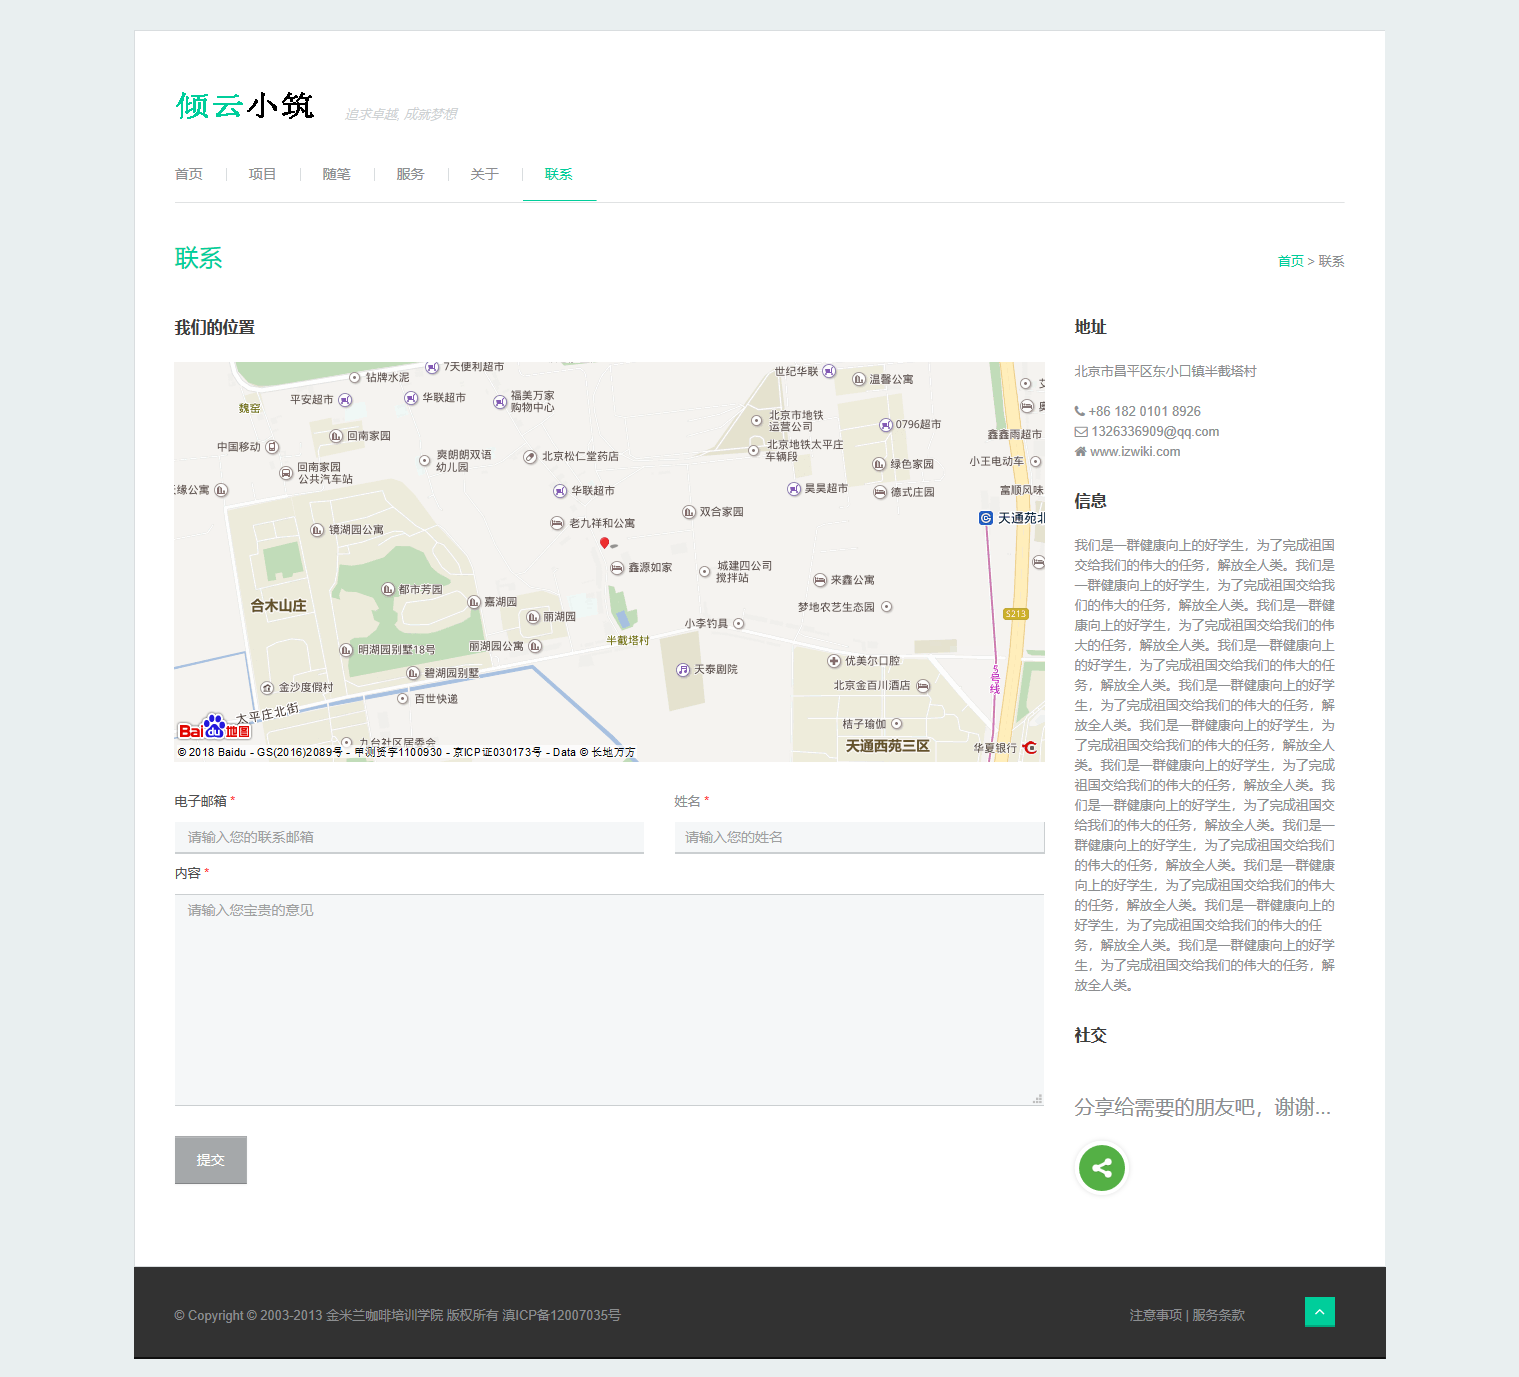 倾云小筑
追求卓越, 成就梦想
首页
项目
随笔
服务
关于
联系
联系
首页 > 联系
我们的位置
7天便利超市
钻牌水泥
平安超市
华联超市
福美万家
购物中心
魏窑
世纪华联
温馨公寓
北京市地铁
运营公司
0796超市
鑫鑫雨超市
回南家园
中国移动
爽朗朗双语
幼儿园
北京松仁堂药店
北京地铁太平庄
车辆段
绿色家园
小王电动车
回南家园
公共汽车站
缘公寓
华联超市
昊昊超市
德式庄园
富顺风味
镜湖园公寓
老九祥和公寓
双合家园
天通苑北
鑫源如家
城建四公司
搅拌站
来鑫公寓
都市芳园
嘉湖园
合木山庄
丽湖园
梦地农艺生态园
S213
小李钓具
半截塔村
明湖园别墅18号
丽湖园公寓
优美尔口腔
碧湖园别墅
天泰剧院
5号线
金沙度假村
北京金百川酒店
百世快递
太平庄北街
桔子瑜伽
九台社区居委会
天通西苑三区
华夏银行
Bai du 地图
© 2018 Baidu - GS(2016)2089号 - 甲测资字1100930 - 京ICP证030173号 - Data © 长地万方
电子邮箱 *
姓名 *
请输入您的联系邮箱
请输入您的姓名
内容 *
请输入您宝贵的意见
提交
地址
北京市昌平区东小口镇半截塔村
+86 182 0101 8926
1326336909@qq.com
www.izwiki.com
信息
我们是一群健康向上的好学生，为了完成祖国
交给我们的伟大的任务，解放全人类。我们是
一群健康向上的好学生，为了完成祖国交给我
们的伟大的任务，解放全人类。我们是一群健
康向上的好学生，为了完成祖国交给我们的伟
大的任务，解放全人类。我们是一群健康向上
的好学生，为了完成祖国交给我们的伟大的任
务，解放全人类。我们是一群健康向上的好学
生，为了完成祖国交给我们的伟大的任务，解
放全人类。我们是一群健康向上的好学生，为
了完成祖国交给我们的伟大的任务，解放全人
类。我们是一群健康向上的好学生，为了完成
祖国交给我们的伟大的任务，解放全人类。我
们是一群健康向上的好学生，为了完成祖国交
给我们的伟大的任务，解放全人类。我们是一
群健康向上的好学生，为了完成祖国交给我们
的伟大的任务，解放全人类。我们是一群健康
向上的好学生，为了完成祖国交给我们的伟大
的任务，解放全人类。我们是一群健康向上的
好学生，为了完成祖国交给我们的伟大的任
务，解放全人类。我们是一群健康向上的好学
生，为了完成祖国交给我们的伟大的任务，解
放全人类。
社交
分享给需要的朋友吧，谢谢...
© Copyright © 2003-2013 金米兰咖啡培训学院 版权所有 滇ICP备12007035号
注意事项 | 服务条款